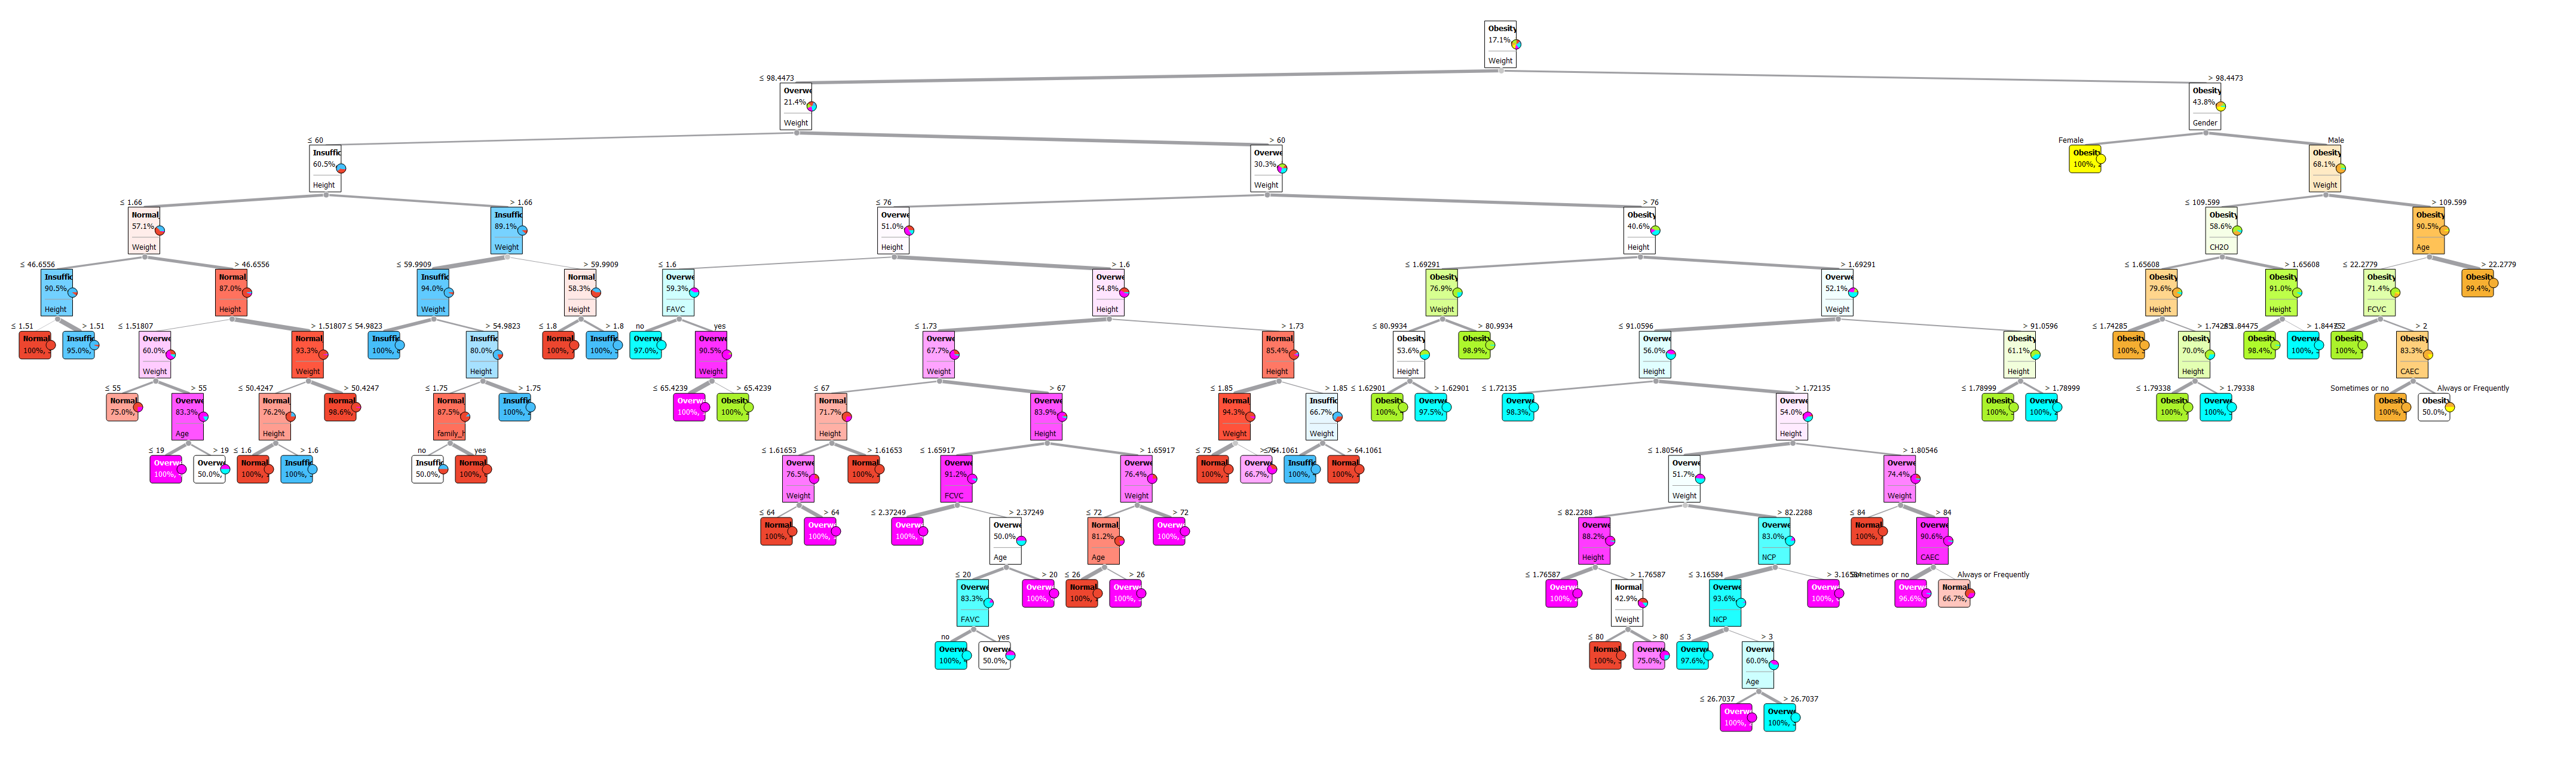 Obesity
17.1%,
Weight
≤ 98.4473
> 98.4473
Overwe
21.4%,
Weight
Obesity
43.8%,
Gender
≤ 60
> 60
Female
Male
Insuffic
60.5%,
Height
Overwe
30.3%,
Weight
Obesity
100%,
Obesity
68.1%,
Weight
≤ 1.66
> 1.66
≤ 76
> 76
≤ 109.599
> 109.599
Normal
57.1%,
Weight
Insuffic
89.1%,
Weight
Overwe
51.0%,
Height
Obesity
40.6%,
Height
Obesity
58.6%,
CH2O
Obesity
90.5%,
Age
≤ 46.6556
> 46.6556
≤ 59.9909
> 59.9909
≤ 1.6
> 1.6
≤ 1.69291
> 1.69291
≤ 1.65608
> 1.65608
≤ 22.2779
> 22.2779
Insuffic
90.5%,
Height
Normal
87.0%,
Height
Insuffic
94.0%,
Weight
Normal
58.3%,
Height
Overwe
59.3%,
FAVC
Overwe
54.8%,
Height
Obesity
76.9%,
Weight
Overwe
52.1%,
Weight
Obesity
79.6%,
Height
Obesity
91.0%,
Height
Obesity
71.4%,
FCVC
Obesity
99.4%,
≤ 1.51
> 1.51
≤ 1.51807
> 1.51807
≤ 54.9823
> 54.9823
≤ 1.8
> 1.8
no
yes
≤ 1.73
> 1.73
≤ 80.9934
> 80.9934
≤ 91.0596
> 91.0596
≤ 1.74285
> 1.74285
≤ 1.84475
> 1.84475
≤ 2
> 2
Normal
100%,
Insuffic
95.0%,
Overwe
60.0%,
Weight
Normal
93.3%,
Weight
Insuffic
100%,
Insuffic
80.0%,
Height
Normal
100%,
Insuffic
100%,
Overwe
97.0%,
Overwe
90.5%,
Weight
Overwe
67.7%,
Weight
Normal
85.4%,
Height
Obesity
53.6%,
Height
Obesity
98.9%,
Overwe
56.0%,
Height
Obesity
61.1%,
Height
Obesity
100%,
Obesity
70.0%,
Height
Obesity
98.4%,
Overwe
100%,
Obesity
100%,
Obesity
83.3%,
CAEC
≤ 55
> 55
≤ 50.4247
> 50.4247
≤ 1.75
> 1.75
≤ 65.4239
> 65.4239
≤ 67
> 67
≤ 1.85
> 1.85
≤ 1.62901
> 1.62901
≤ 1.72135
> 1.72135
≤ 1.78999
> 1.78999
≤ 1.79338
> 1.79338
Sometimes or no
Always or Frequently
Normal
75.0%,
Overwe
83.3%,
Age
Normal
76.2%,
Height
Normal
98.6%,
Normal
87.5%,
family_h
Insuffic
100%,
Overwe
100%,
Obesity
100%,
Normal
71.7%,
Height
Overwe
83.9%,
Height
Normal
94.3%,
Weight
Insuffic
66.7%,
Weight
Obesity
100%,
Overwe
97.5%,
Overwe
98.3%,
Overwe
54.0%,
Height
Obesity
100%,
Overwe
100%,
Obesity
100%,
Overwe
100%,
Obesity
100%,
Obesity
50.0%,
≤ 19
> 19
≤ 1.6
> 1.6
no
yes
≤ 1.61653
> 1.61653
≤ 1.65917
> 1.65917
≤ 75
> 75
≤ 64.1061
> 64.1061
≤ 1.80546
> 1.80546
Overwe
100%,
Overwe
50.0%,
Normal
100%,
Insuffic
100%,
Insuffic
50.0%,
Normal
100%,
Overwe
76.5%,
Weight
Normal
100%,
Overwe
91.2%,
FCVC
Overwe
76.4%,
Weight
Normal
100%,
Overwe
66.7%,
Insuffic
100%,
Normal
100%,
Overwe
51.7%,
Weight
Overwe
74.4%,
Weight
≤ 64
> 64
≤ 2.37249
> 2.37249
≤ 72
> 72
≤ 82.2288
> 82.2288
≤ 84
> 84
Normal
100%,
Overwe
100%,
Overwe
100%,
Overwe
50.0%,
Age
Normal
81.2%,
Age
Overwe
100%,
Overwe
88.2%,
Height
Overwe
83.0%,
NCP
Normal
100%,
Overwe
90.6%,
CAEC
≤ 20
> 20
≤ 26
> 26
≤ 1.76587
> 1.76587
≤ 3.16584
> 3.16584
Sometimes or no
Always or Frequently
Overwe
83.3%,
FAVC
Overwe
100%,
Normal
100%,
Overwe
100%,
Overwe
100%,
Normal
42.9%,
Weight
Overwe
93.6%,
NCP
Overwe
100%,
Overwe
96.6%,
Normal
66.7%,
no
yes
≤ 80
> 80
≤ 3
> 3
Overwe
100%,
Overwe
50.0%,
Normal
100%,
Overwe
75.0%,
Overwe
97.6%,
Overwe
60.0%,
Age
≤ 26.7037
> 26.7037
Overwe
100%,
Overwe
100%,